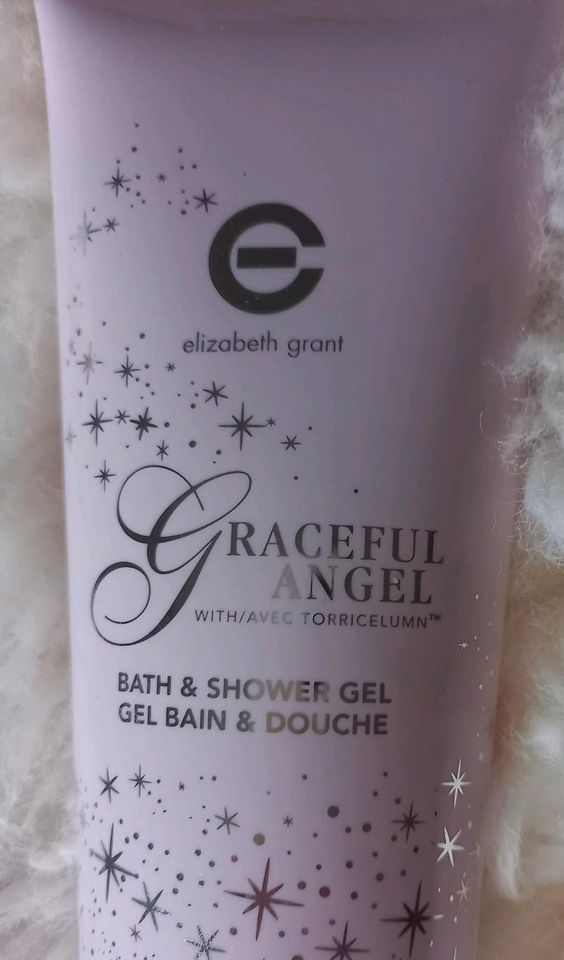 elizabeth grant
GRACEFUL
ANGEL
WITH/AVEC TORRICELUMN™
BATH & SHOWER GEL
GEL BAIN & DOUCHE